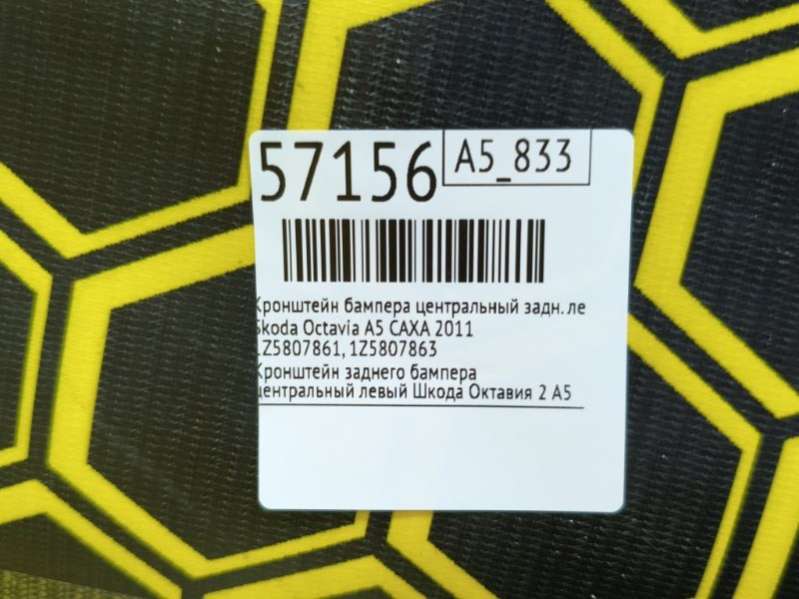 57156
A5_833
Кронштейн бампера центральный задн. ле
Skoda Octavia A5 CAXA 2011
1Z5807861, 1Z5807863
Кронштейн заднего бампера
центральный левый Шкода Октавия 2 А5